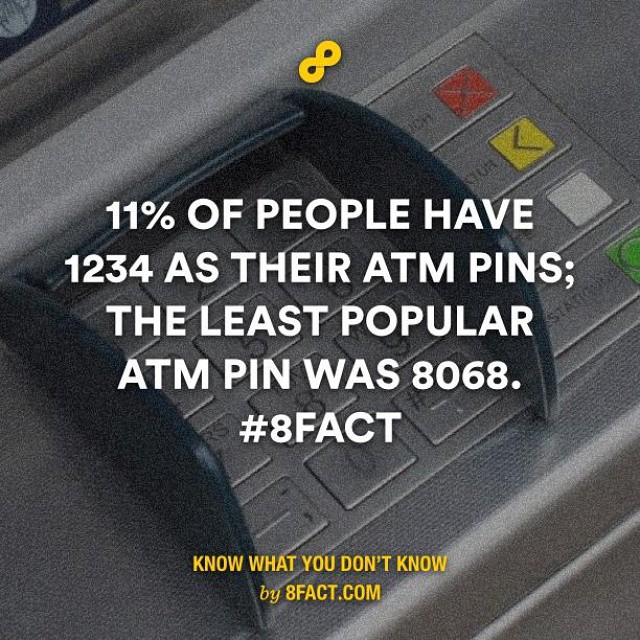 11% OF PEOPLE HAVE
1234 AS THEIR ATM PINS;
THE LEAST POPULAR
ATM PIN WAS 8068.
#8FACT
KNOW WHAT YOU DON'T KNOW
by 8FACT.COM